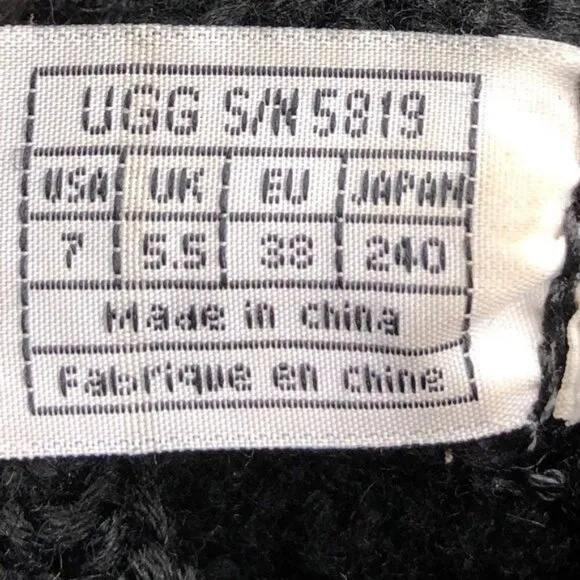 UGG S/N 5819
USA UK EU JAPAN
7 5.5 38 240
Made in china
Fabrique en chine